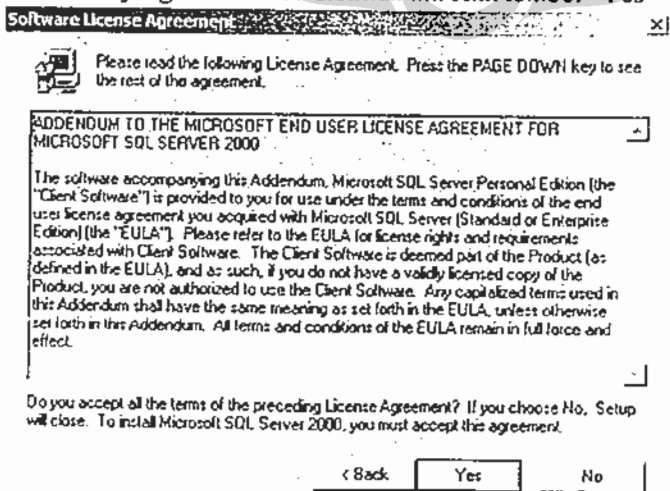 Software License Agreement
Please read the following License Agreement. Press the PAGE DOWN key to see
the rest of the agreement.
ADDENDUM TO THE MICROSOFT END USER LICENSE AGREEMENT FOR
MICROSOFT SQL SERVER 2000
The software accompanying this Addendum, Microsoft SQL Server Personal Edition (the
"Client Software") is provided to you for use under the terms and conditions of the end
user license agreement you acquired with Microsoft SQL Server (Standard or Enterprise
Edition) (the "EULA"). Please refer to the EULA for license rights and requirements
associated with Client Software. The Client Software is deemed part of the Product (as
defined in the EULA), and as such, if you do not have a validly licensed copy of the
Product, you are not authorized to use the Client Software. Any capitalized terms used in
this Addendum shall have the same meaning as set forth in the EULA, unless otherwise
set forth in this Addendum. All terms and conditions of the EULA remain in full force and
effect.
Do you accept all the terms of the preceding License Agreement? If you choose No, Setup
will close. To install Microsoft SQL Server 2000, you must accept this agreement.
< Back Yes No